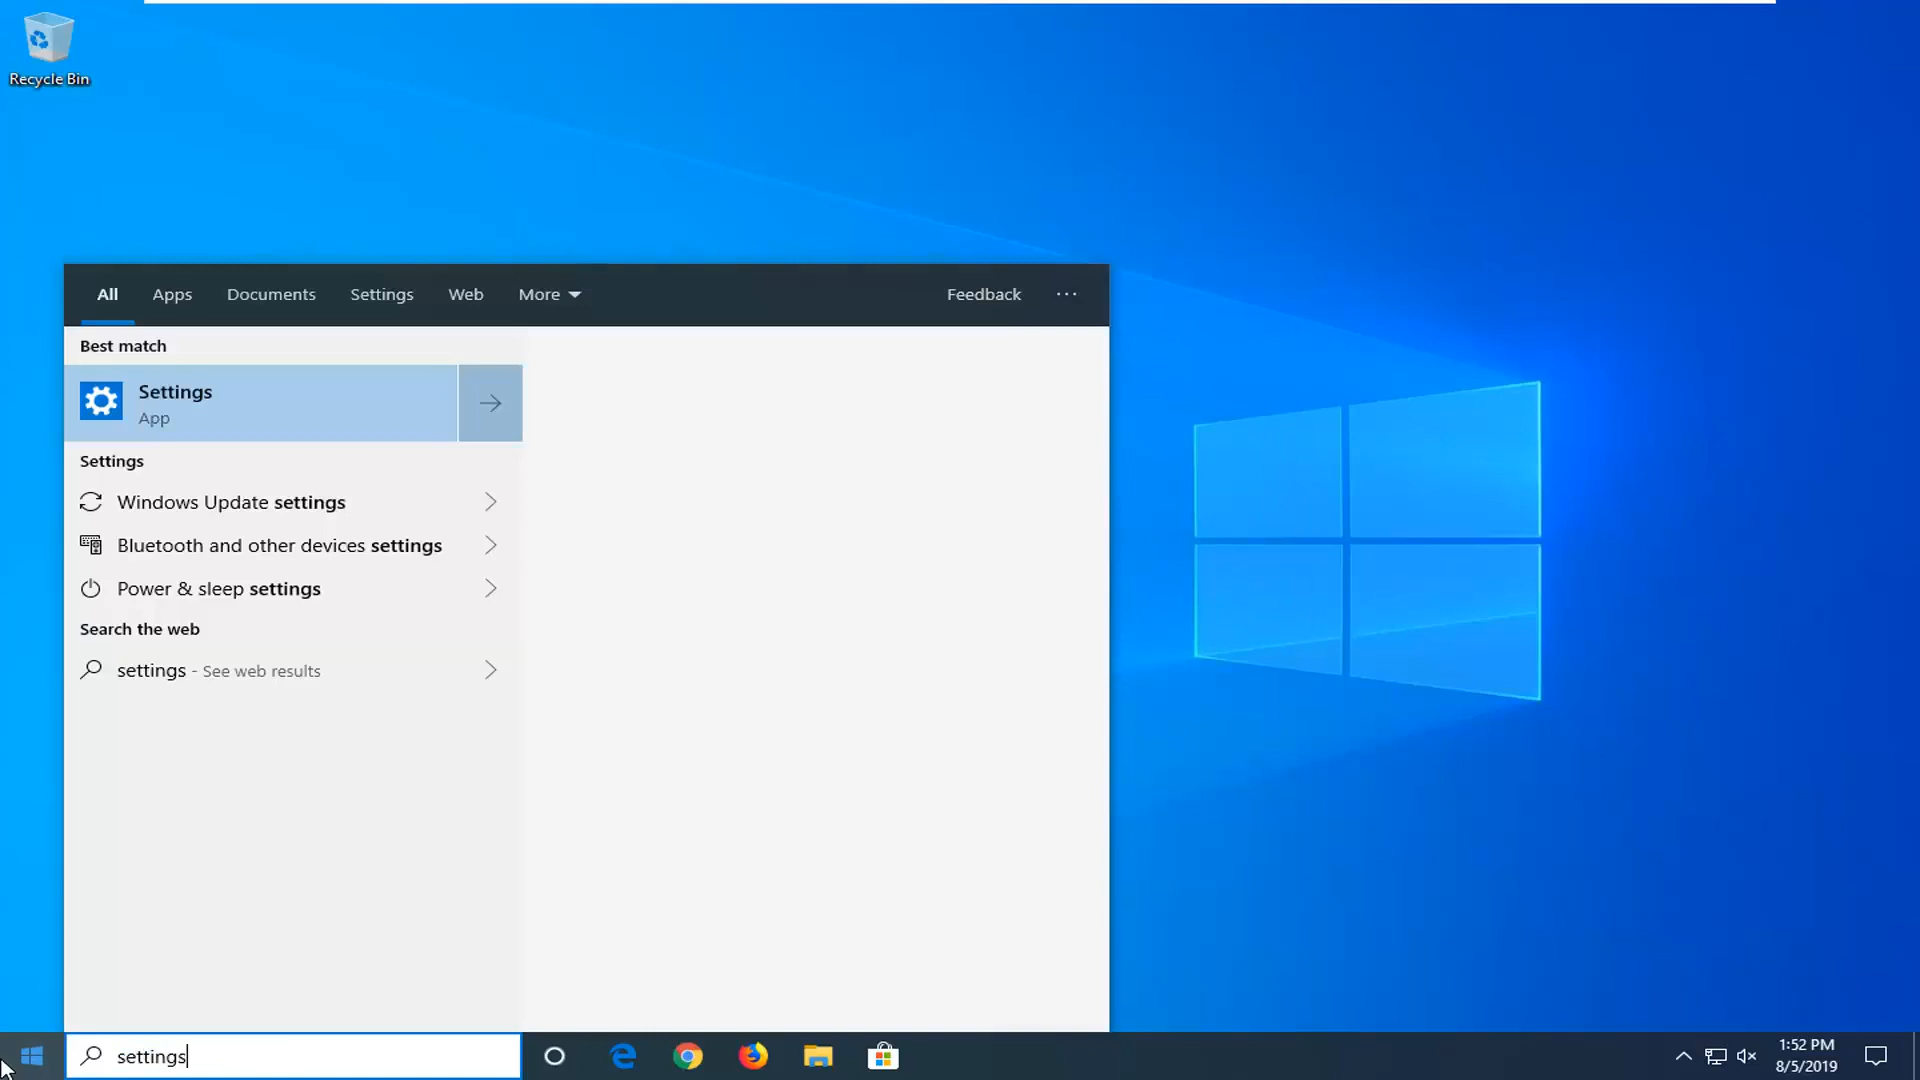 Recycle Bin
All Apps Documents Settings Web More Feedback ...
Best match
Settings
App
Settings
Windows Update settings
Bluetooth and other devices settings
Power & sleep settings
Search the web
settings - See web results
settings
1:52 PM
8/5/2019